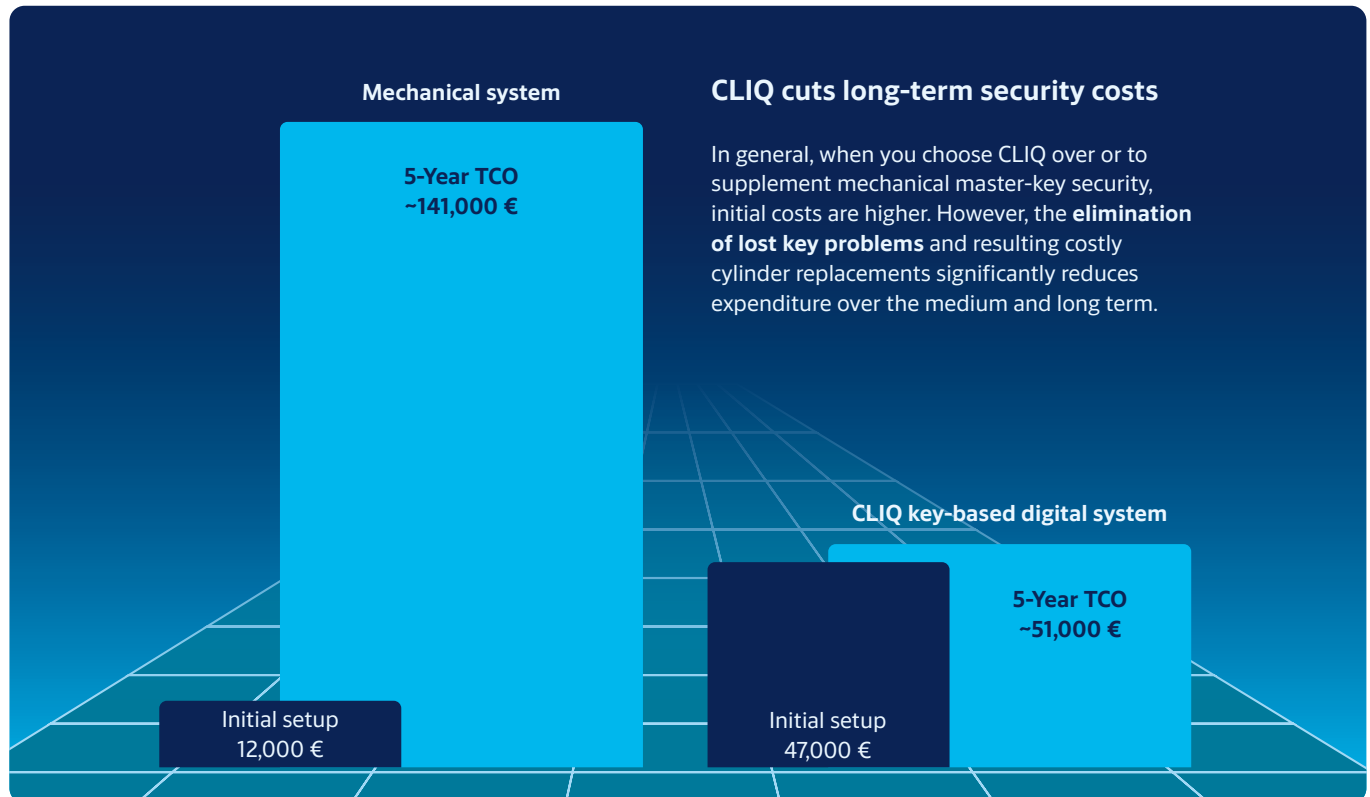 Mechanical system
5-Year TCO
~141,000 €
Initial setup
12,000 €
CLIQ cuts long-term security costs
In general, when you choose CLIQ over or to
supplement mechanical master-key security,
initial costs are higher. However, the elimination
of lost key problems and resulting costly
cylinder replacements significantly reduces
expenditure over the medium and long term.
CLIQ key-based digital system
5-Year TCO
~51,000 €
Initial setup
47,000 €